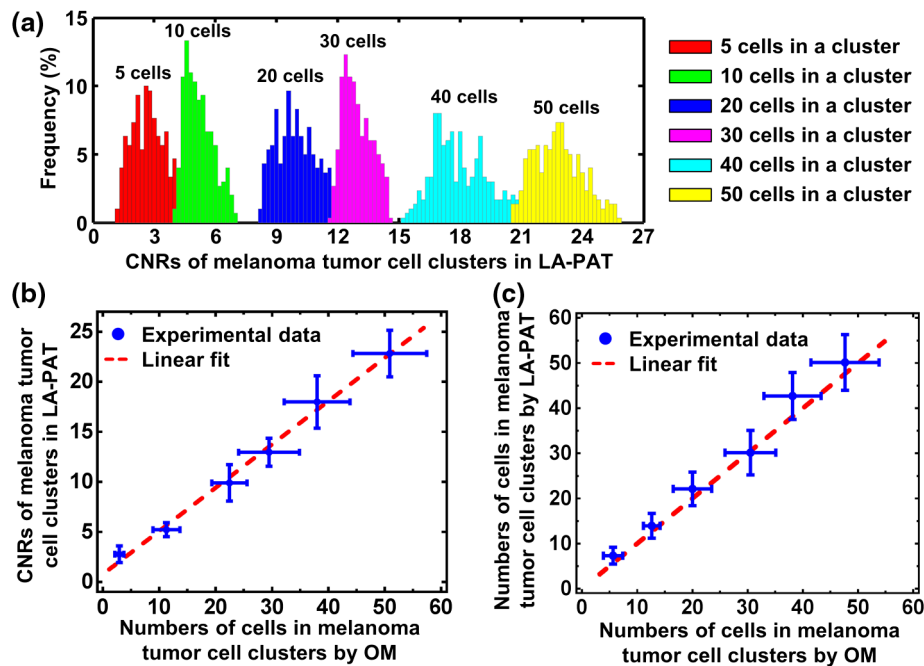 (a)
Frequency (%)
15
10
5
0
5 cells
10 cells
20 cells
30 cells
40 cells
50 cells
0 3 6 9 12 15 18 21 24 27
CNRs of melanoma tumor cell clusters in LA-PAT
5 cells in a cluster
10 cells in a cluster
20 cells in a cluster
30 cells in a cluster
40 cells in a cluster
50 cells in a cluster
(b)
CNRs of melanoma tumor
cell clusters in LA-PAT
25
20
15
10
5
0
Experimental data
Linear fit
0 10 20 30 40 50 60
Numbers of cells in melanoma
tumor cell clusters by OM
(c)
Numbers of cells in melanoma
tumor cell clusters by LA-PAT
60
50
40
30
20
10
0
Experimental data
Linear fit
0 10 20 30 40 50 60
Numbers of cells in melanoma
tumor cell clusters by OM